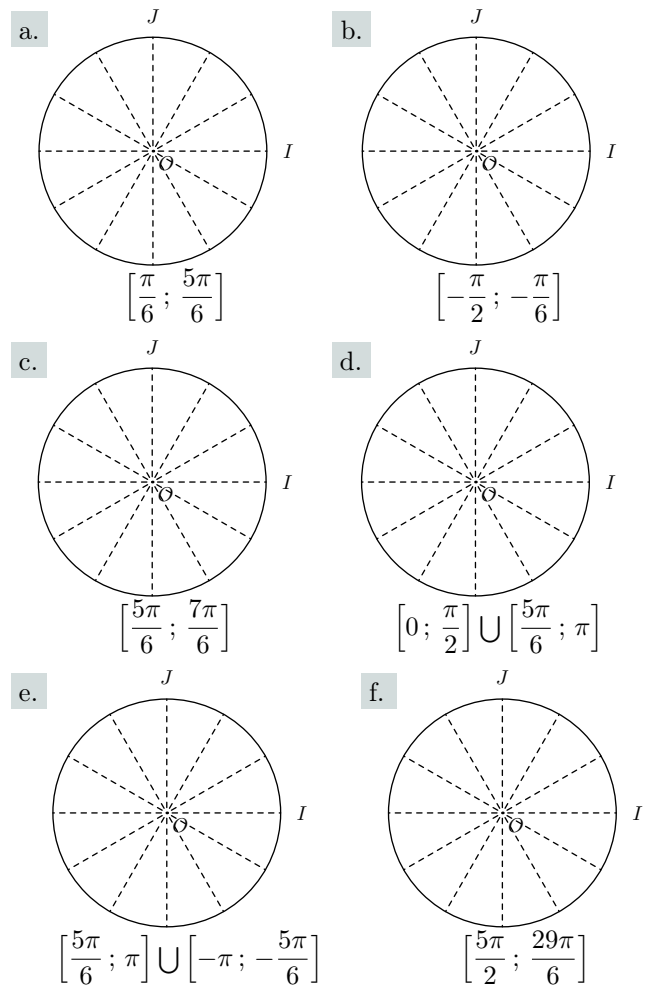 a. J b. J
I I
O O
[π/6 ; 5π/6] [−π/2 ; −π/6]
c. J d. J
I I
O O
[5π/6 ; 7π/6] [0 ; π/2] ⋃ [5π/6 ; π]
e. J f. J
I I
O O
[5π/6 ; π] ⋃ [−π ; −5π/6] [5π/2 ; 29π/6]